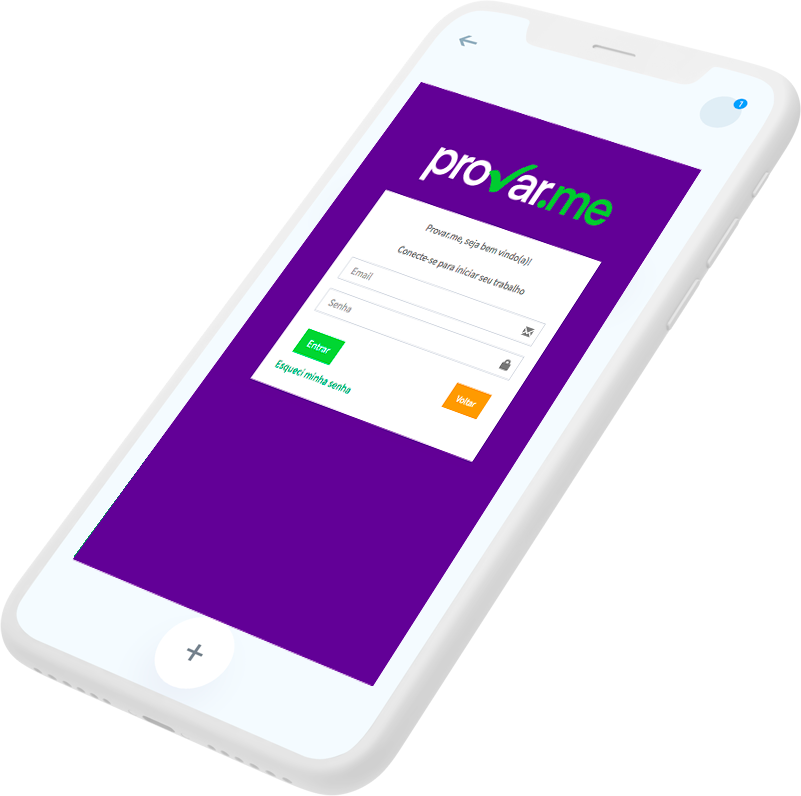 1
provar.me
Provar.me, seja bem vindo(a)!
Conecte-se para iniciar seu trabalho
Email
Senha
Entrar
Esqueci minha senha
Voltar
+